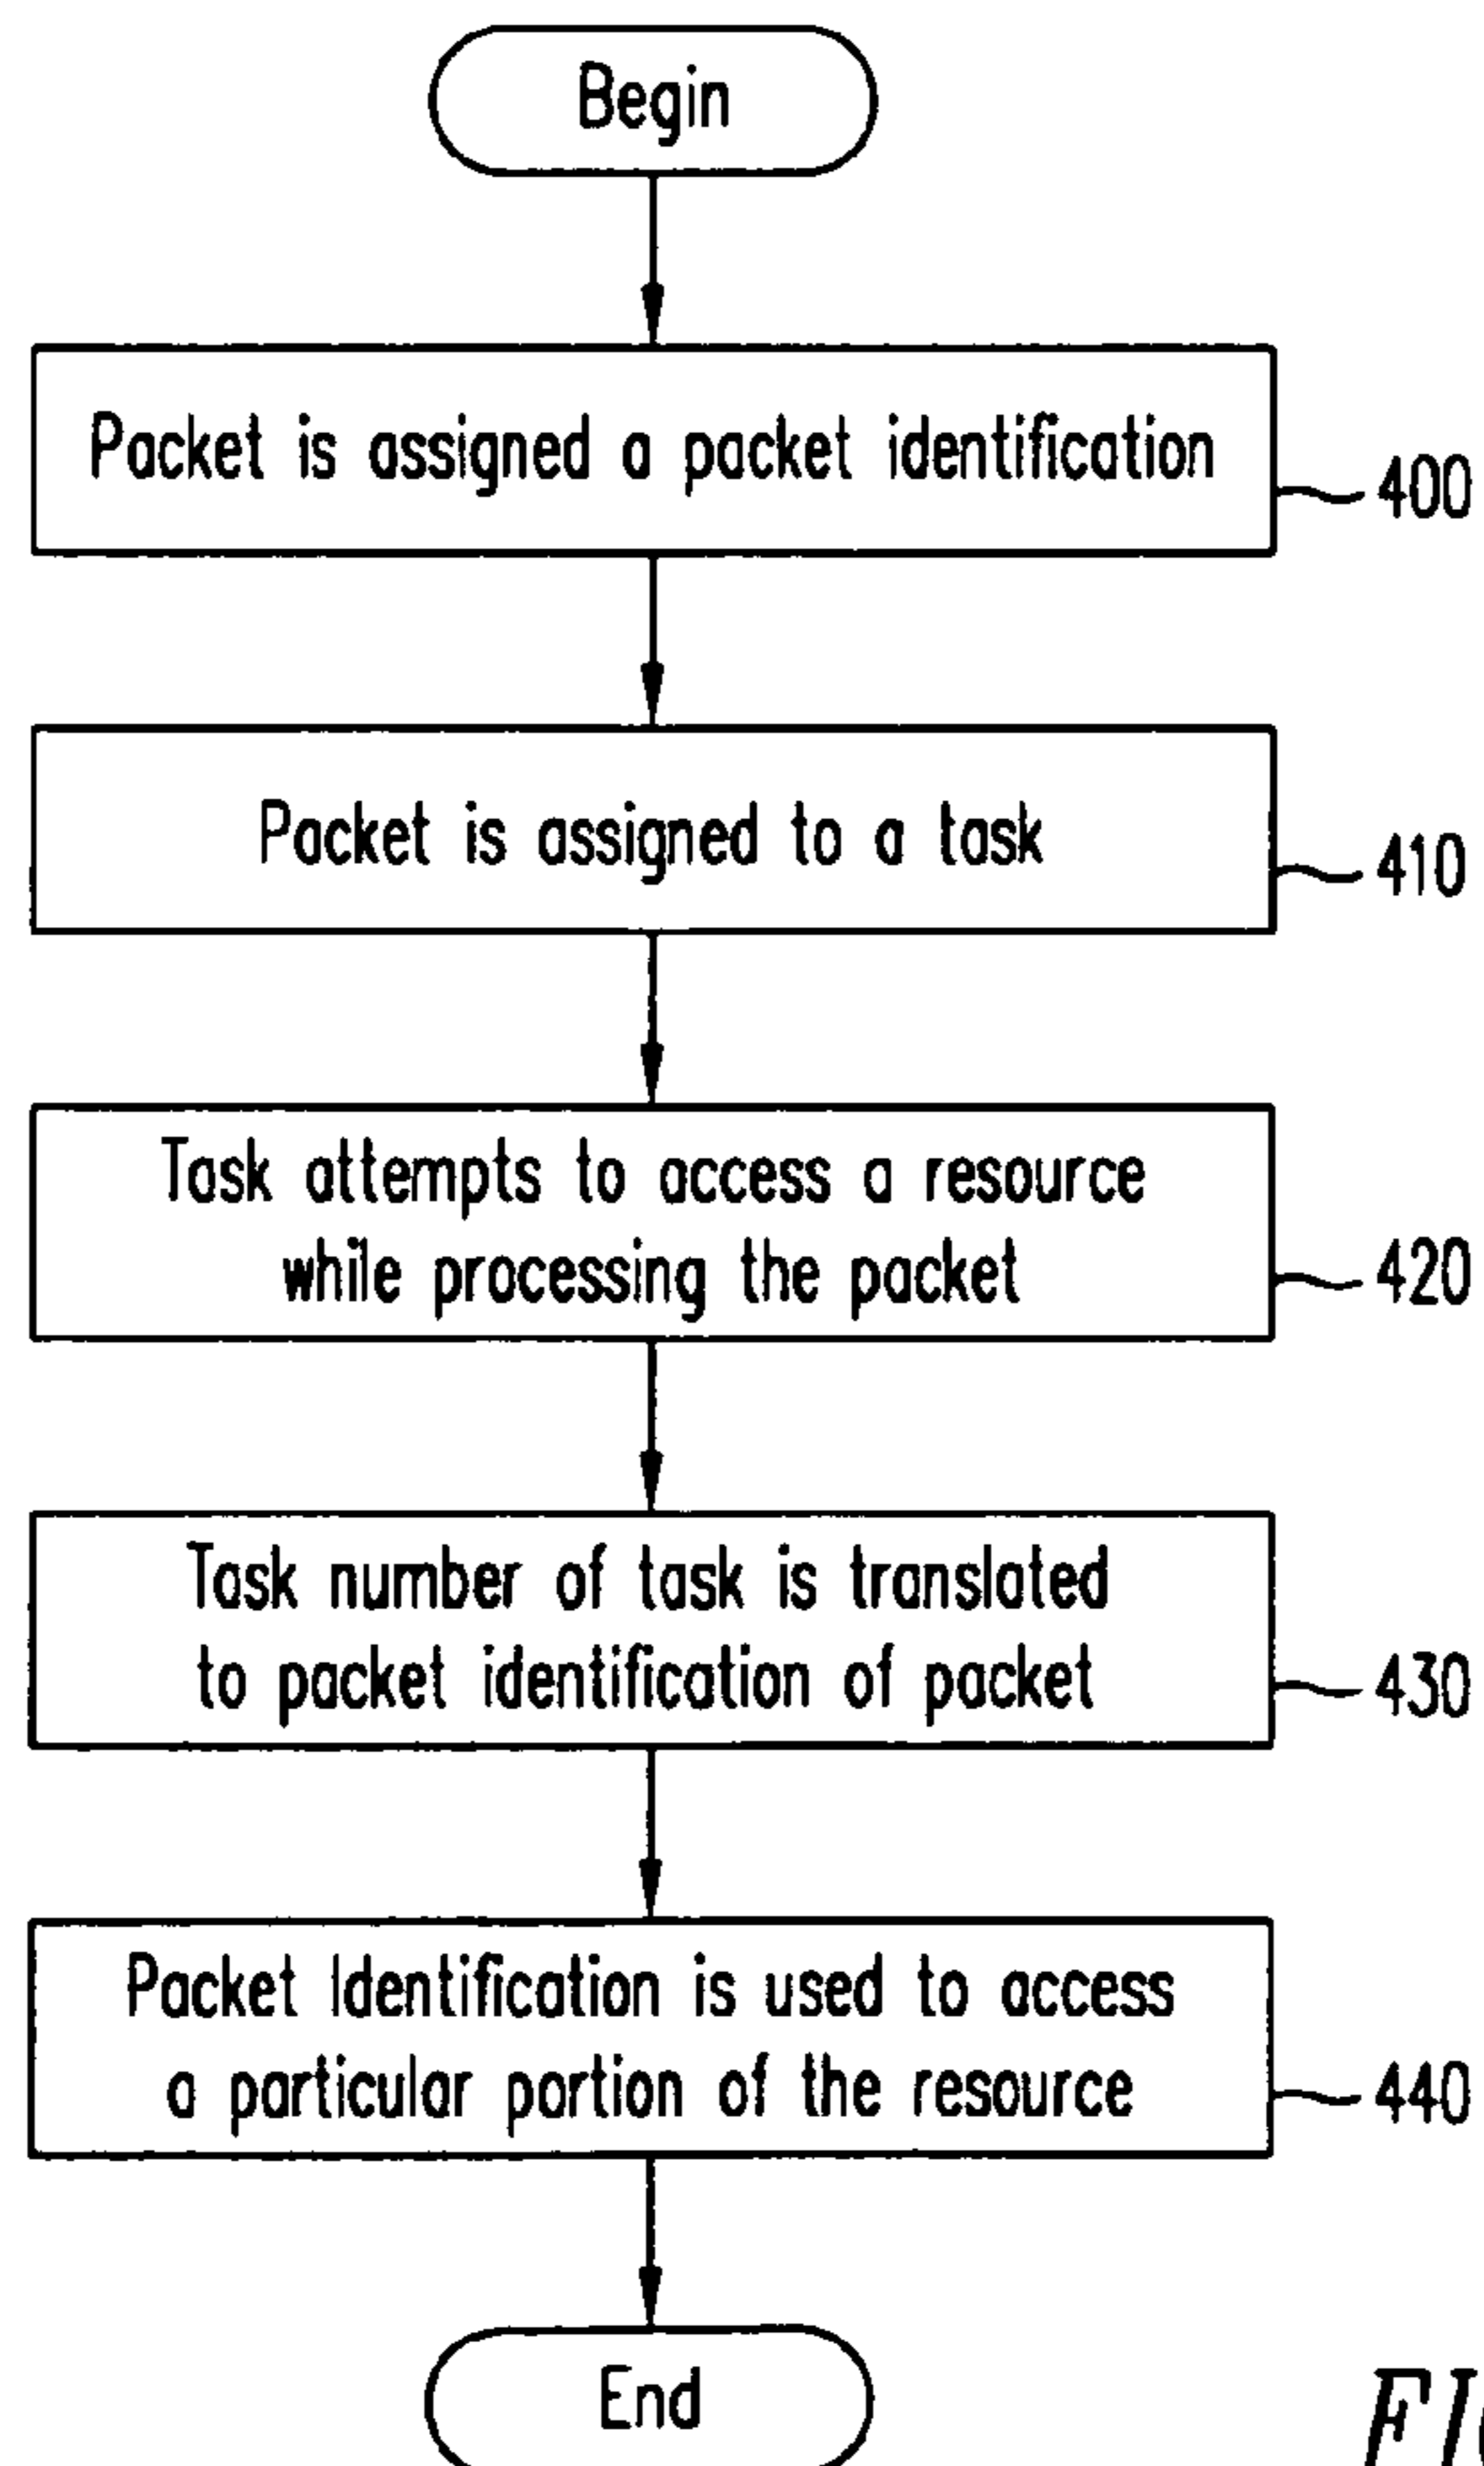 Begin
Packet is assigned a packet identification
400
Packet is assigned to a task
410
Task attempts to access a resource
while processing the packet
420
Task number of task is translated
to packet identification of packet
430
Packet Identification is used to access
a particular portion of the resource
440
End